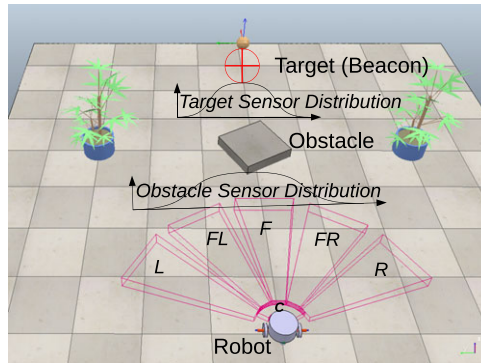 Target (Beacon)
Target Sensor Distribution
Obstacle
Obstacle Sensor Distribution
F
FL
FR
L
R
C
Robot